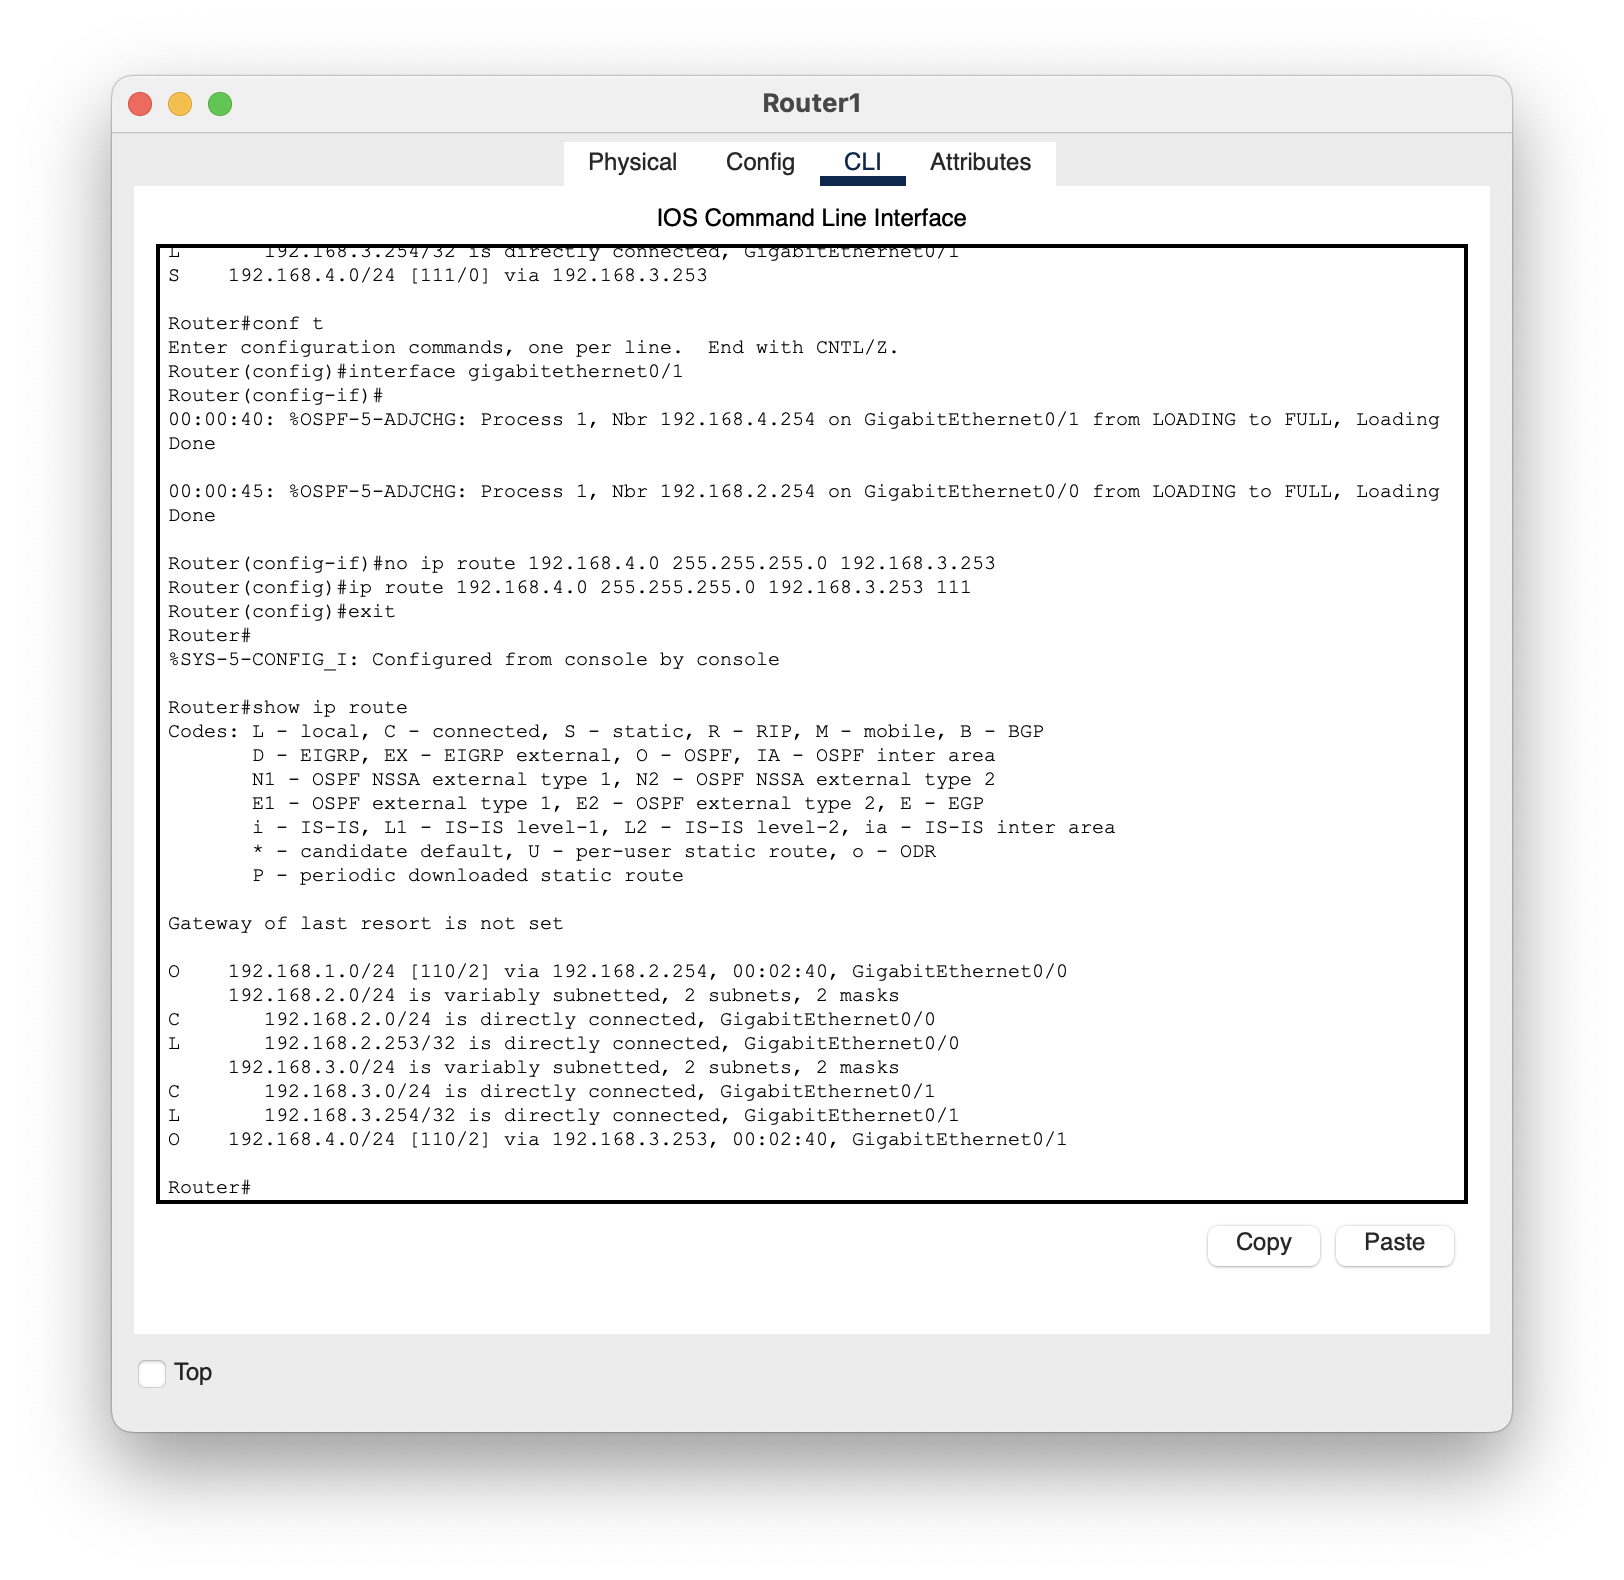 Router1
Physical Config CLI Attributes
IOS Command Line Interface
L       192.168.3.254/32 is directly connected, GigabitEthernet0/1
S    192.168.4.0/24 [111/0] via 192.168.3.253
Router#conf t
Enter configuration commands, one per line.  End with CNTL/Z.
Router(config)#interface gigabitethernet0/1
Router(config-if)#
00:00:40: %OSPF-5-ADJCHG: Process 1, Nbr 192.168.4.254 on GigabitEthernet0/1 from LOADING to FULL, Loading
Done
00:00:45: %OSPF-5-ADJCHG: Process 1, Nbr 192.168.2.254 on GigabitEthernet0/0 from LOADING to FULL, Loading
Done
Router(config-if)#no ip route 192.168.4.0 255.255.255.0 192.168.3.253
Router(config)#ip route 192.168.4.0 255.255.255.0 192.168.3.253 111
Router(config)#exit
Router#
%SYS-5-CONFIG_I: Configured from console by console
Router#show ip route
Codes: L - local, C - connected, S - static, R - RIP, M - mobile, B - BGP
       D - EIGRP, EX - EIGRP external, O - OSPF, IA - OSPF inter area
       N1 - OSPF NSSA external type 1, N2 - OSPF NSSA external type 2
       E1 - OSPF external type 1, E2 - OSPF external type 2, E - EGP
       i - IS-IS, L1 - IS-IS level-1, L2 - IS-IS level-2, ia - IS-IS inter area
       * - candidate default, U - per-user static route, o - ODR
       P - periodic downloaded static route
Gateway of last resort is not set
O    192.168.1.0/24 [110/2] via 192.168.2.254, 00:02:40, GigabitEthernet0/0
     192.168.2.0/24 is variably subnetted, 2 subnets, 2 masks
C       192.168.2.0/24 is directly connected, GigabitEthernet0/0
L       192.168.2.253/32 is directly connected, GigabitEthernet0/0
     192.168.3.0/24 is variably subnetted, 2 subnets, 2 masks
C       192.168.3.0/24 is directly connected, GigabitEthernet0/1
L       192.168.3.254/32 is directly connected, GigabitEthernet0/1
O    192.168.4.0/24 [110/2] via 192.168.3.253, 00:02:40, GigabitEthernet0/1
Router#
Copy Paste
Top